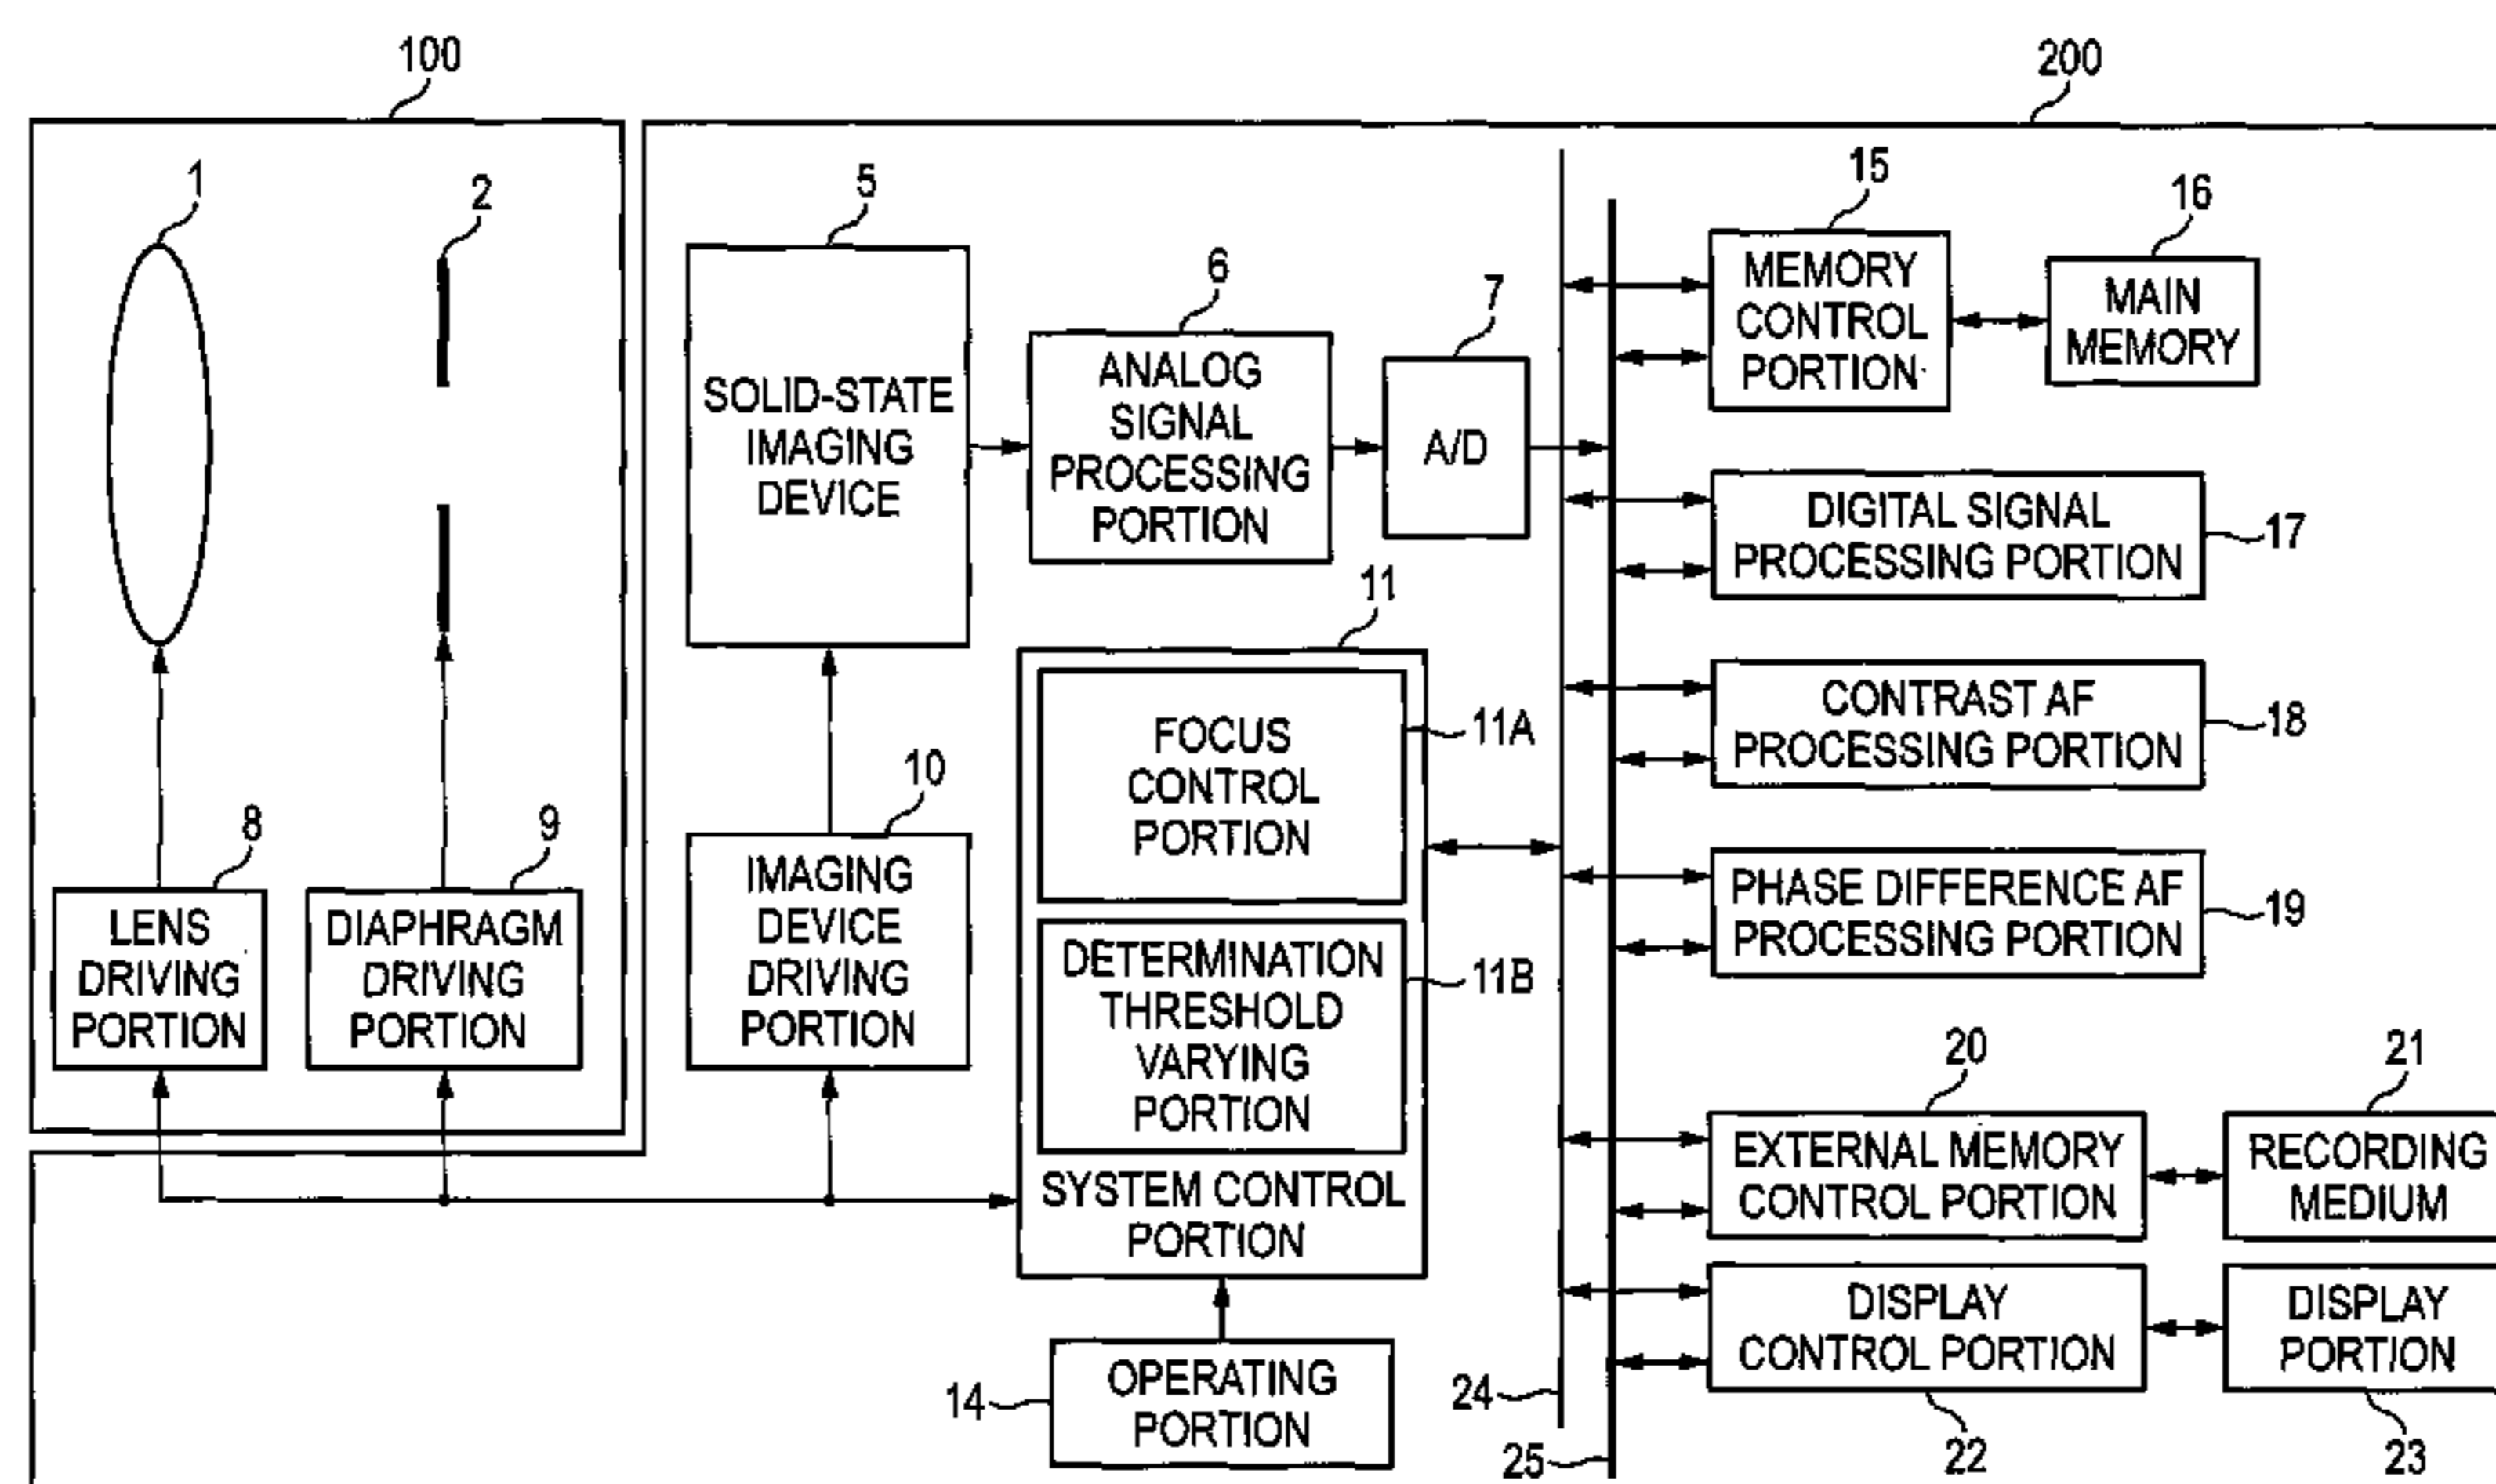 100
200
1
2
5
SOLID-STATE
IMAGING
DEVICE
6
ANALOG
SIGNAL
PROCESSING
PORTION
7
A/D
15
MEMORY
CONTROL
PORTION
16
MAIN
MEMORY
DIGITAL SIGNAL
PROCESSING PORTION
17
CONTRAST AF
PROCESSING PORTION
18
PHASE DIFFERENCE AF
PROCESSING PORTION
19
8
LENS
DRIVING
PORTION
9
DIAPHRAGM
DRIVING
PORTION
10
IMAGING
DEVICE
DRIVING
PORTION
11
FOCUS
CONTROL
PORTION
11A
DETERMINATION
THRESHOLD
VARYING
PORTION
11B
SYSTEM CONTROL
PORTION
14
OPERATING
PORTION
20
EXTERNAL MEMORY
CONTROL PORTION
21
RECORDING
MEDIUM
DISPLAY
CONTROL PORTION
22
DISPLAY
PORTION
23
24
25